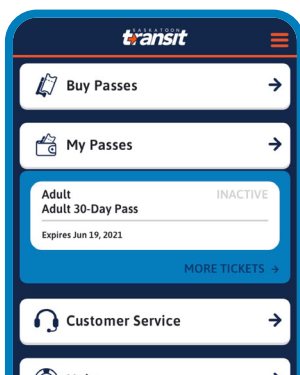 SASKATOON
transit
Buy Passes
My Passes
Adult INACTIVE
Adult 30-Day Pass
Expires Jun 19, 2021
MORE TICKETS →
Customer Service